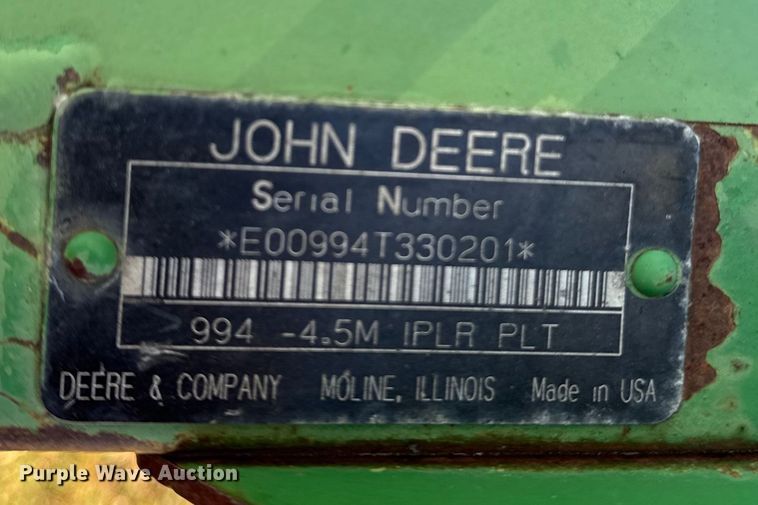 JOHN DEERE
Serial Number
*E00994T330201*
994 -4.5M IPLR PLT
DEERE & COMPANY MOLINE, ILLINOIS Made in USA
Purple Wave Auction